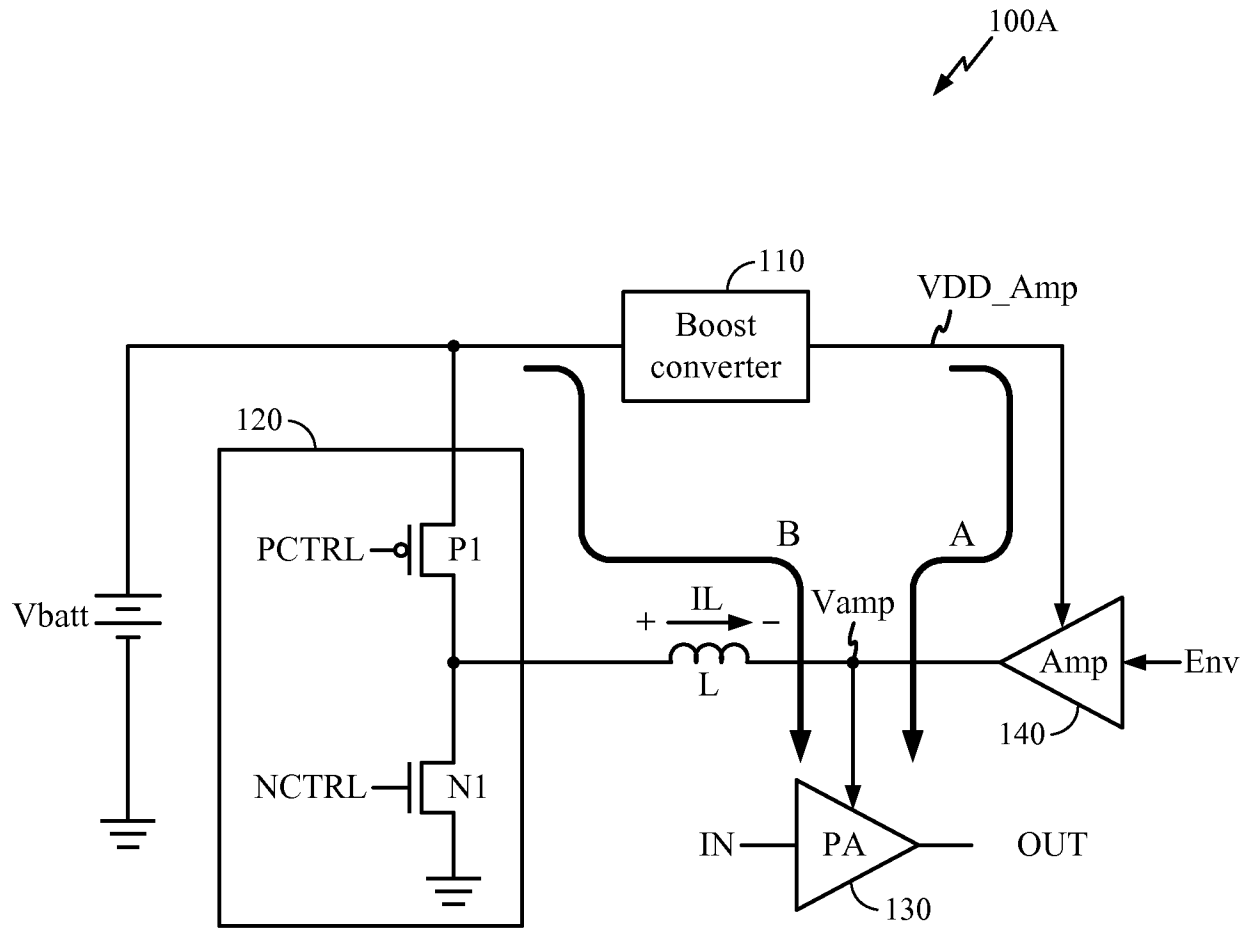 100A
110
VDD_Amp
Boost
converter
120
PCTRL
P1
B
A
Vbatt
+
IL
−
Vamp
L
Amp
Env
140
NCTRL
N1
IN
PA
OUT
130